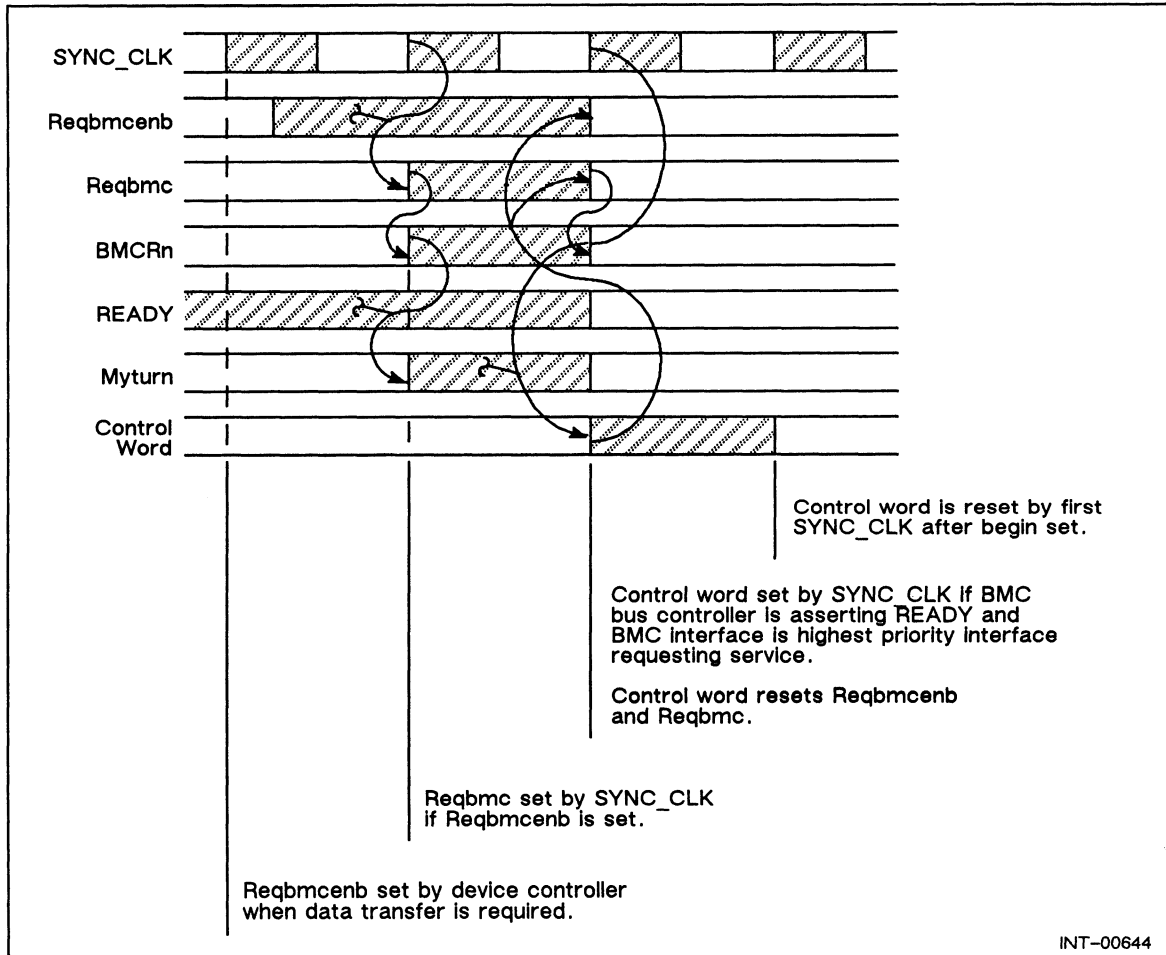 SYNC_CLK
Reqbmcenb
Reqbmc
BMCRn
READY
Myturn
Control
Word
Control word is reset by first
SYNC_CLK after begin set.
Control word set by SYNC_CLK if BMC
bus controller is asserting READY and
BMC interface is highest priority interface
requesting service.
Control word resets Reqbmcenb
and Reqbmc.
Reqbmc set by SYNC_CLK
if Reqbmcenb is set.
Reqbmcenb set by device controller
when data transfer is required.
INT-00644